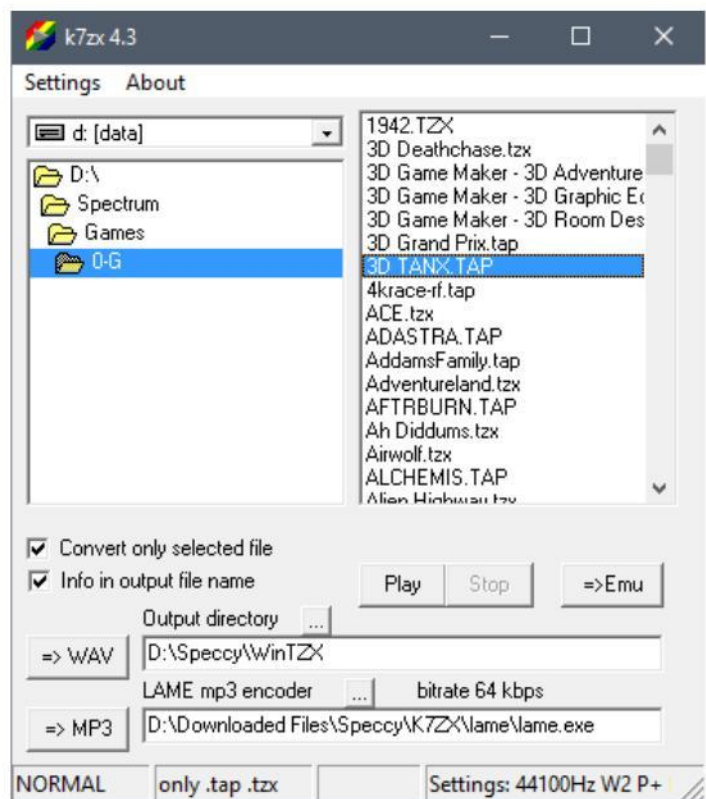 k7zx 4.3
Settings About
d: [data]
D:\
Spectrum
Games
0-G
1942.TZX
3D Deathchase.tzx
3D Game Maker - 3D Adventure
3D Game Maker - 3D Graphic Ec
3D Game Maker - 3D Room Des
3D Grand Prix.tap
3D TANX.TAP
4krace-rf.tap
ACE.tzx
ADASTRA.TAP
AddamsFamily.tap
Adventureland.tzx
AFTRBURN.TAP
Ah Diddums.tzx
Airwolf.tzx
ALCHEMIS.TAP
Alien Highway.tzx
Convert only selected file
Info in output file name
Play Stop =>Emu
Output directory ...
=> WAV D:\Speccy\WinTZX
LAME mp3 encoder ... bitrate 64 kbps
=> MP3 D:\Downloaded Files\Speccy\K7ZX\lame\lame.exe
NORMAL only .tap .tzx Settings: 44100Hz W2 P+